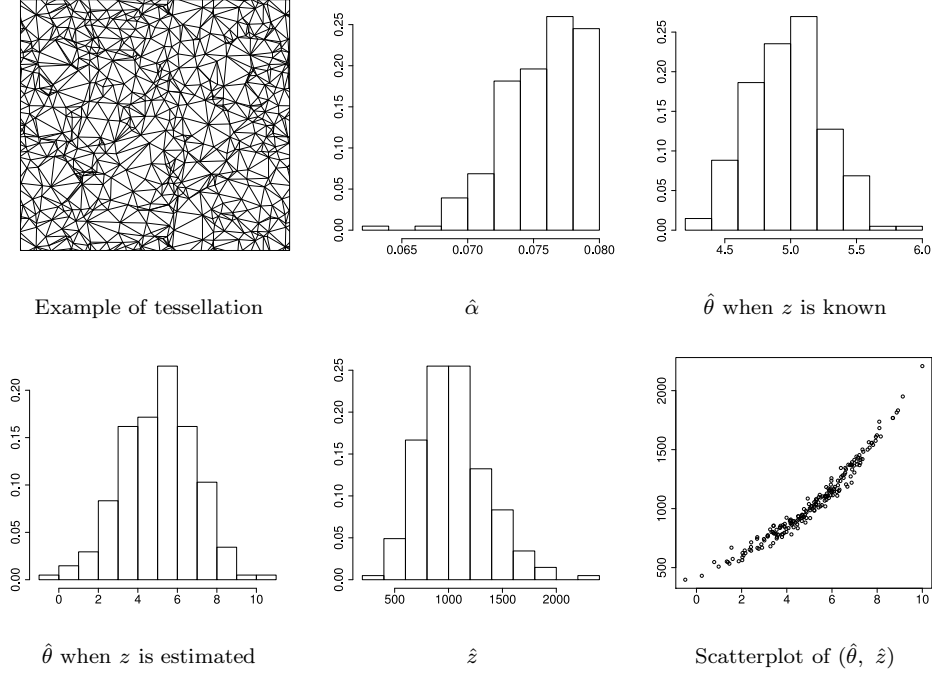 0.00 0.05 0.10 0.15 0.20 0.25
0.065 0.070 0.075 0.080
0.00 0.05 0.10 0.15 0.20 0.25
4.5 5.0 5.5 6.0
Example of tessellation
α̂
θ̂ when z is known
0.00 0.05 0.10 0.15 0.20
0 2 4 6 8 10
0.00 0.05 0.10 0.15 0.20 0.25
500 1000 1500 2000
500 1000 1500 2000
0 2 4 6 8 10
θ̂ when z is estimated
ẑ
Scatterplot of (θ̂, ẑ)